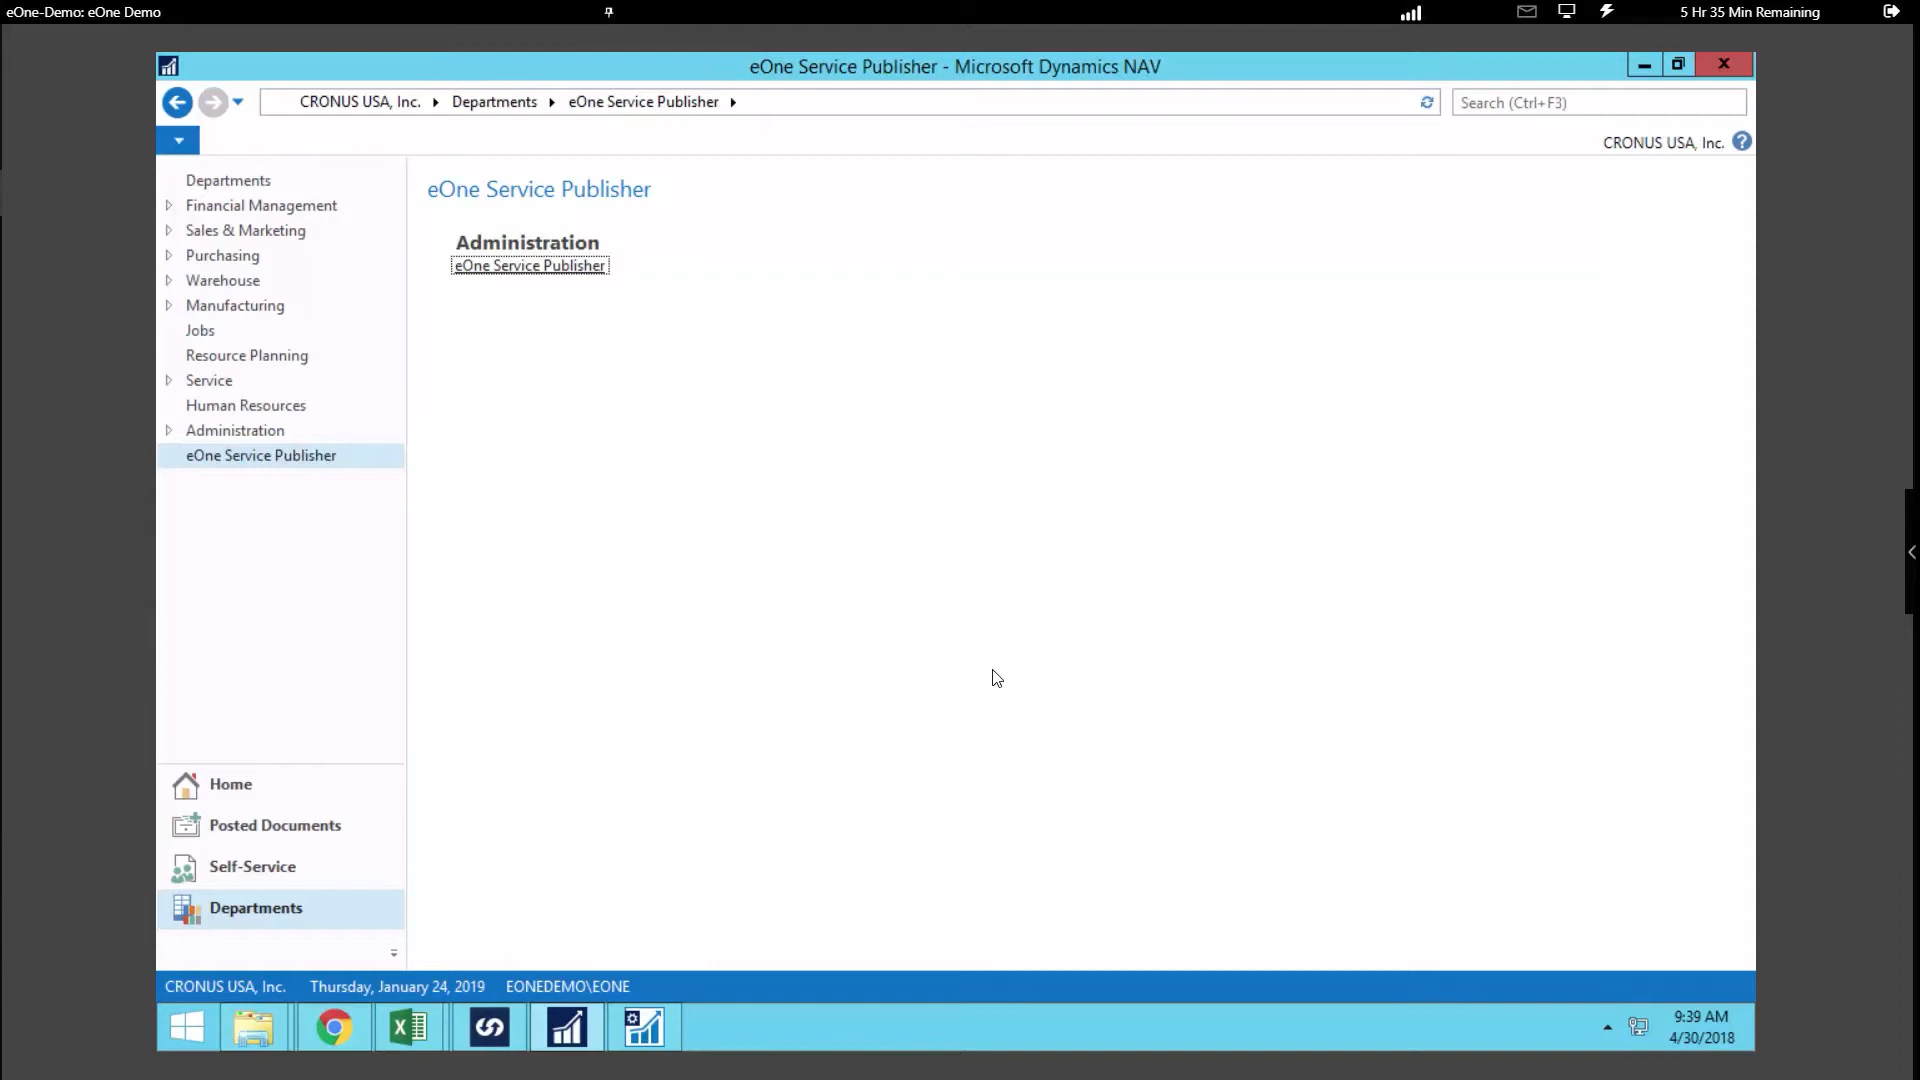 eOne-Demo: eOne Demo
5 Hr 35 Min Remaining
eOne Service Publisher - Microsoft Dynamics NAV
CRONUS USA, Inc. Departments eOne Service Publisher
Search (Ctrl+F3)
CRONUS USA, Inc.
Departments
Financial Management
Sales & Marketing
Purchasing
Warehouse
Manufacturing
Jobs
Resource Planning
Service
Human Resources
Administration
eOne Service Publisher
eOne Service Publisher
Administration
eOne Service Publisher
Home
Posted Documents
Self-Service
Departments
CRONUS USA, Inc. Thursday, January 24, 2019 EONEDEMO\EONE
9:39 AM
4/30/2018